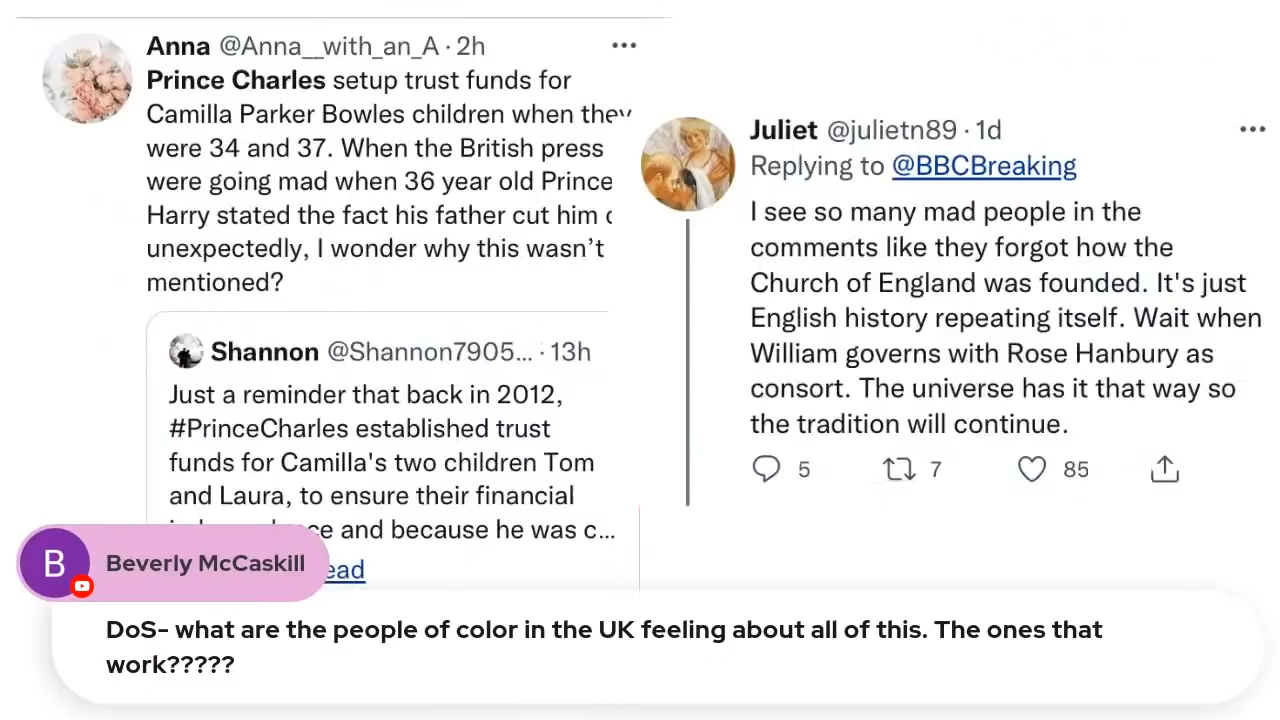 Anna @Anna__with_an_A · 2h
Prince Charles setup trust funds for
Camilla Parker Bowles children when they
were 34 and 37. When the British press
were going mad when 36 year old Prince
Harry stated the fact his father cut him
unexpectedly, I wonder why this wasn't
mentioned?
Shannon @Shannon7905... · 13h
Just a reminder that back in 2012,
#PrinceCharles established trust
funds for Camilla's two children Tom
and Laura, to ensure their financial
and because he was c...
Juliet @julietn89 · 1d
Replying to @BBCBreaking
I see so many mad people in the
comments like they forgot how the
Church of England was founded. It's just
English history repeating itself. Wait when
William governs with Rose Hanbury as
consort. The universe has it that way so
the tradition will continue.
5 7 85
B
Beverly McCaskill
DoS- what are the people of color in the UK feeling about all of this. The ones that
work?????